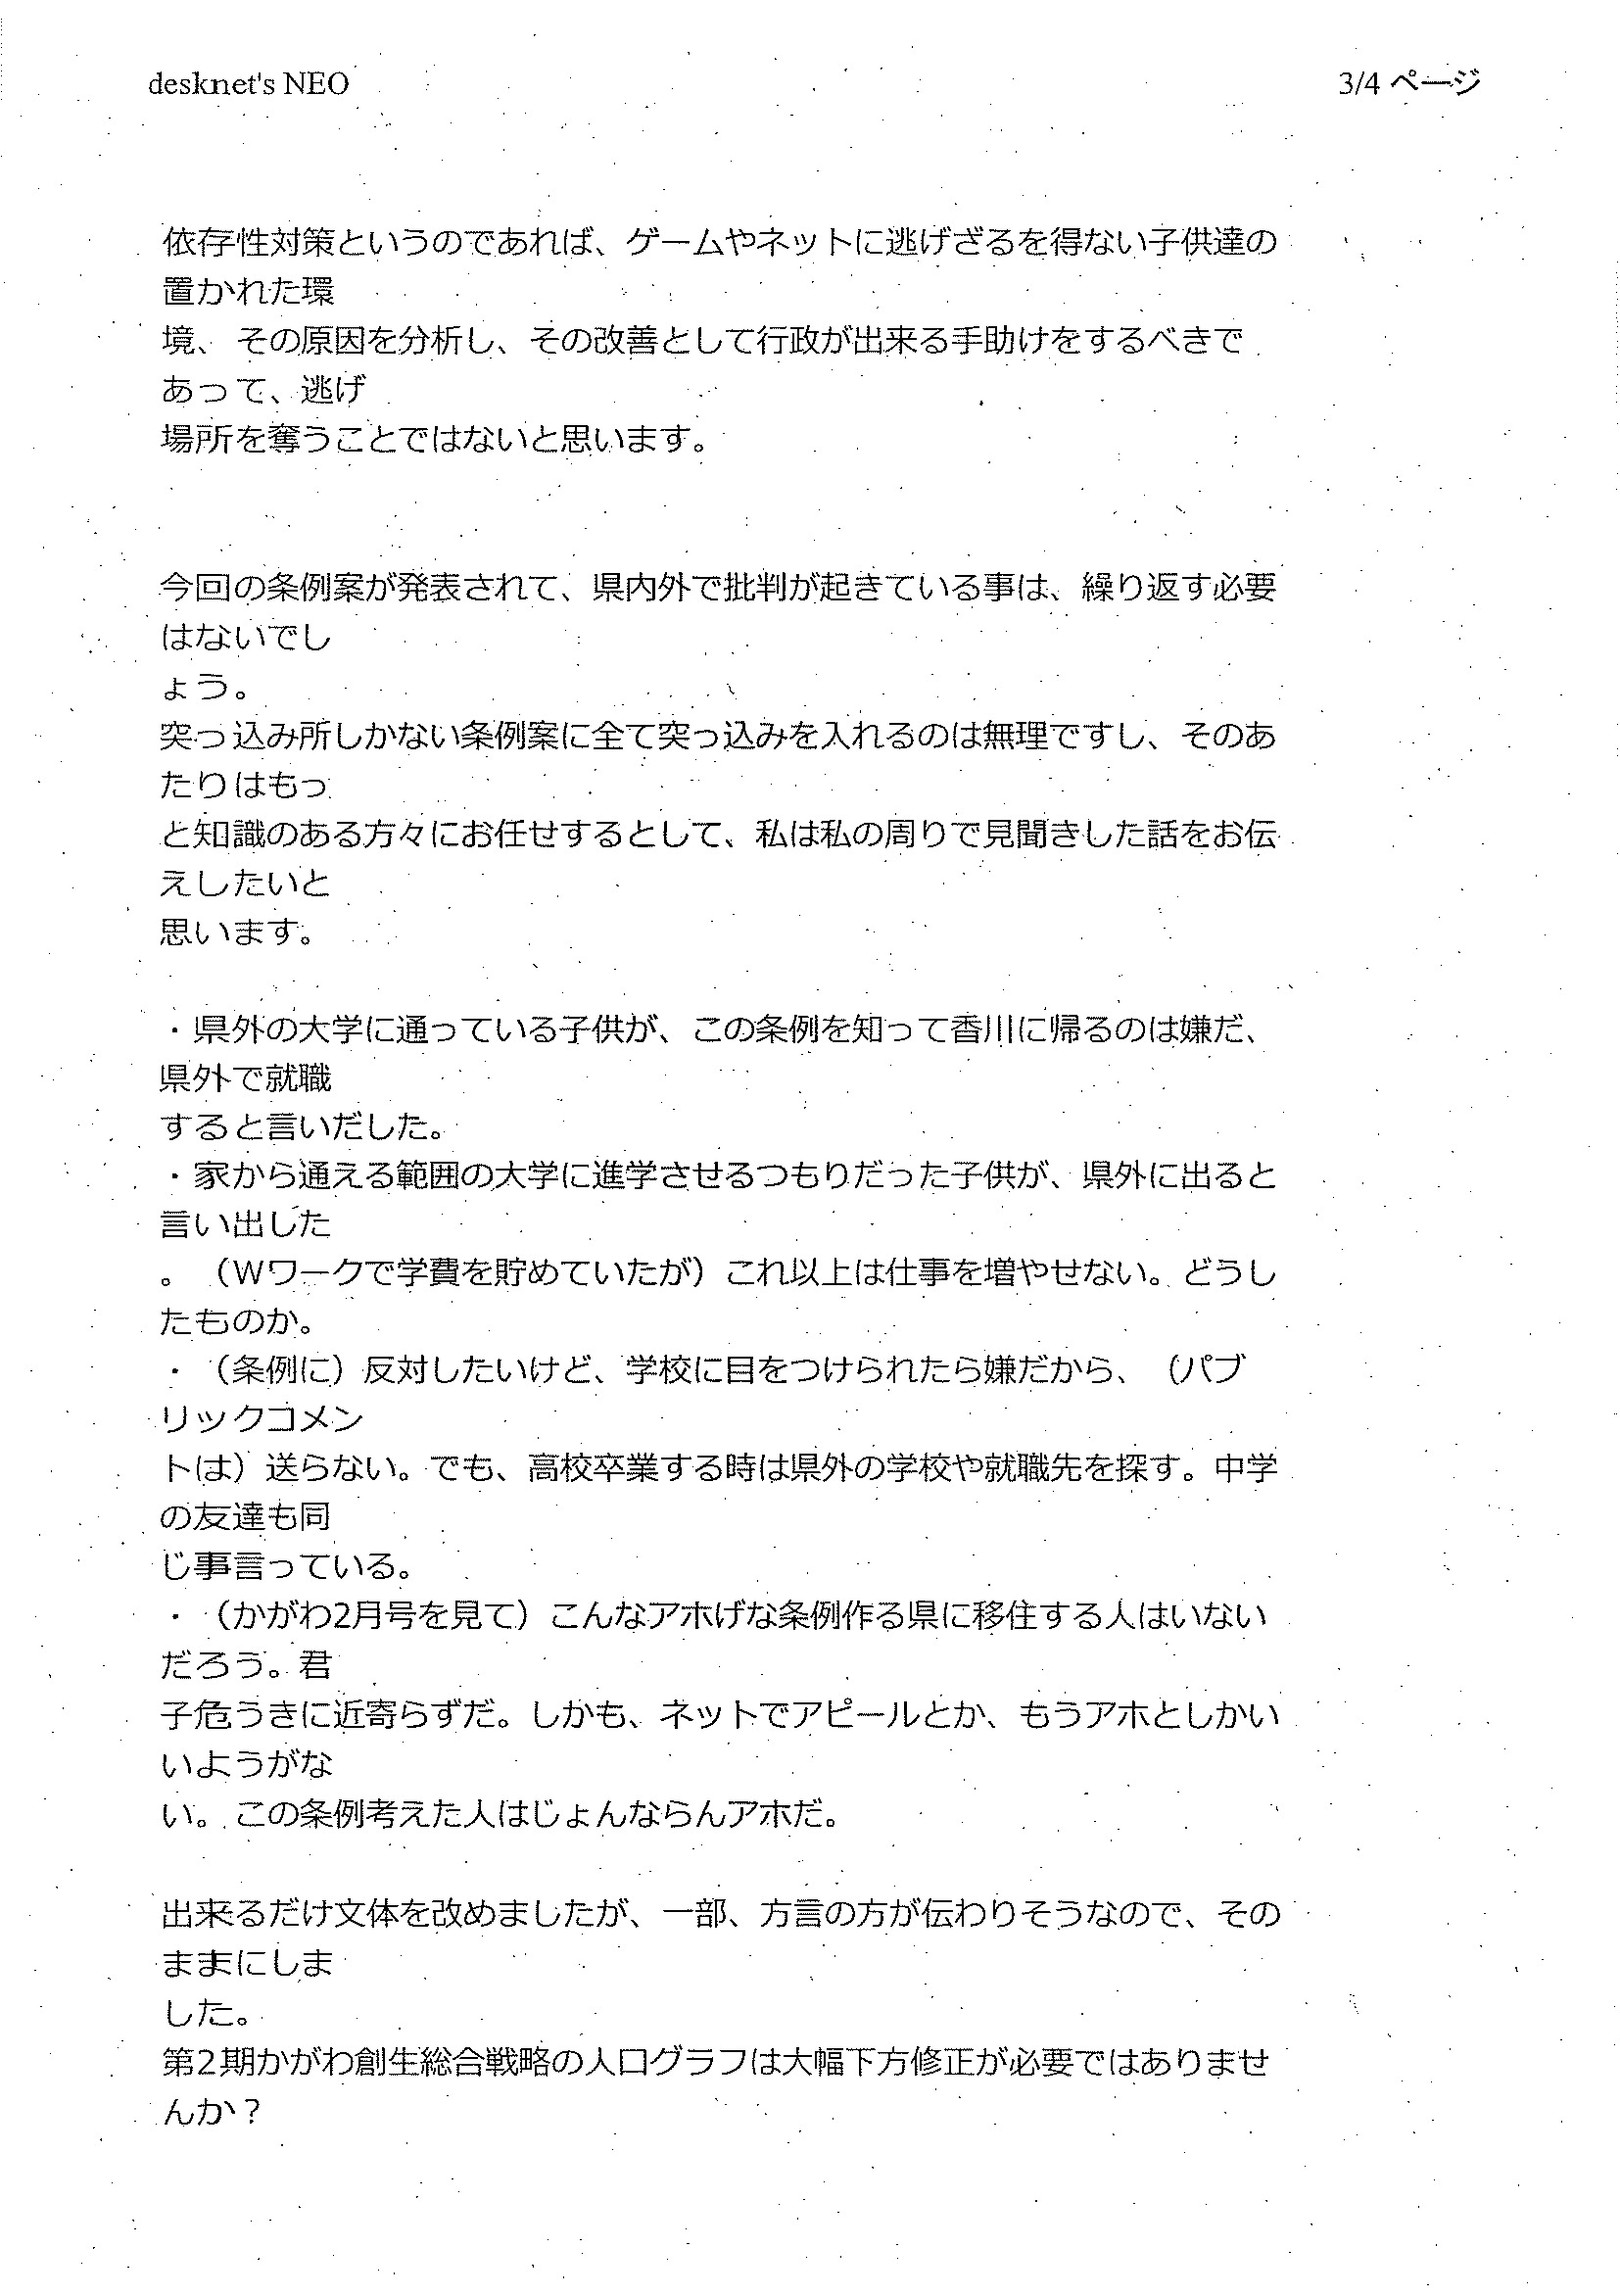 desknet's NEO
3/4 ページ
依存性対策というのであれば、ゲームやネットに逃げざるを得ない子供達の
置かれた環
境、その原因を分析し、その改善として行政が出来る手助けをするべきで
あって、逃げ
場所を奪うことではないと思います。
今回の条例案が発表されて、県内外で批判が起きている事は、繰り返す必要
はないでし
ょう。
突っ込み所しかない条例案に全て突っ込みを入れるのは無理ですし、そのあ
たりはもっ
と知識のある方々にお任せするとして、私は私の周りで見聞きした話をお伝
えしたいと
思います。
・県外の大学に通っている子供が、この条例を知って香川に帰るのは嫌だ、
県外で就職
すると言いだした。
・家から通える範囲の大学に進学させるつもりだった子供が、県外に出ると
言い出した
。（Wワークで学費を貯めていたが）これ以上は仕事を増やせない。どうし
たものか。
・（条例に）反対したいけど、学校に目をつけられたら嫌だから、（パブ
リックコメン
トは）送らない。でも、高校卒業する時は県外の学校や就職先を探す。中学
の友達も同
じ事言っている。
・（かがわ2月号を見て）こんなアホげな条例作る県に移住する人はいない
だろう。君
子危うきに近寄らずだ。しかも、ネットでアピールとか、もうアホとしかい
いようがな
い。この条例考えた人はじょんならんアホだ。
出来るだけ文体を改めましたが、一部、方言の方が伝わりそうなので、その
ままにしま
した。
第2期かがわ創生総合戦略の人口グラフは大幅下方修正が必要ではありませ
んか？